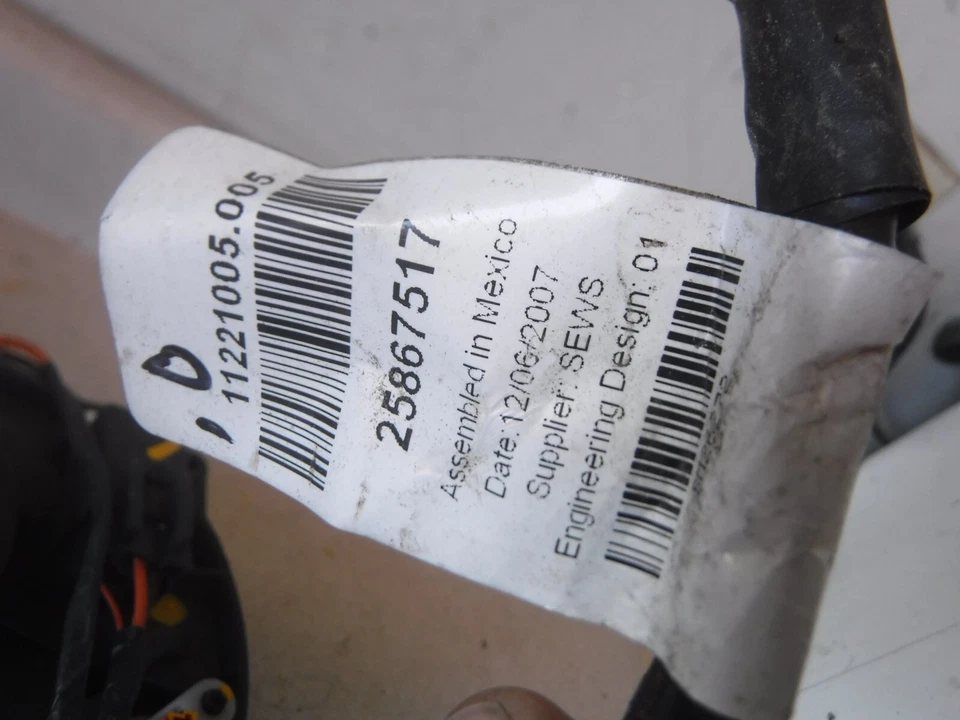 , D
11221005.005
25867517
Assembled in Mexico
Date: 12/06/2007
Supplier: SEWS
Engineering Design: 01